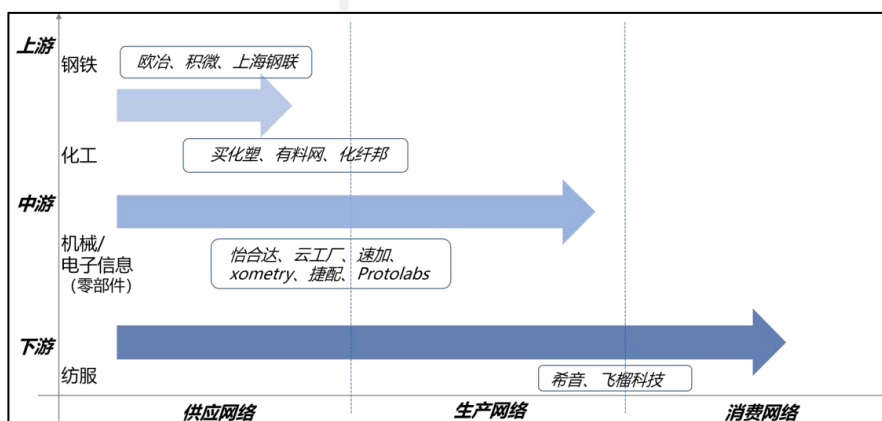 上游
钢铁
欧冶、积微、上海钢联
化工
买化塑、有料网、化纤邦
中游
机械/
电子信息
（零部件）
怡合达、云工厂、速加、
xometry、捷配、Protolabs
下游
纺服
希音、飞榴科技
供应网络
生产网络
消费网络